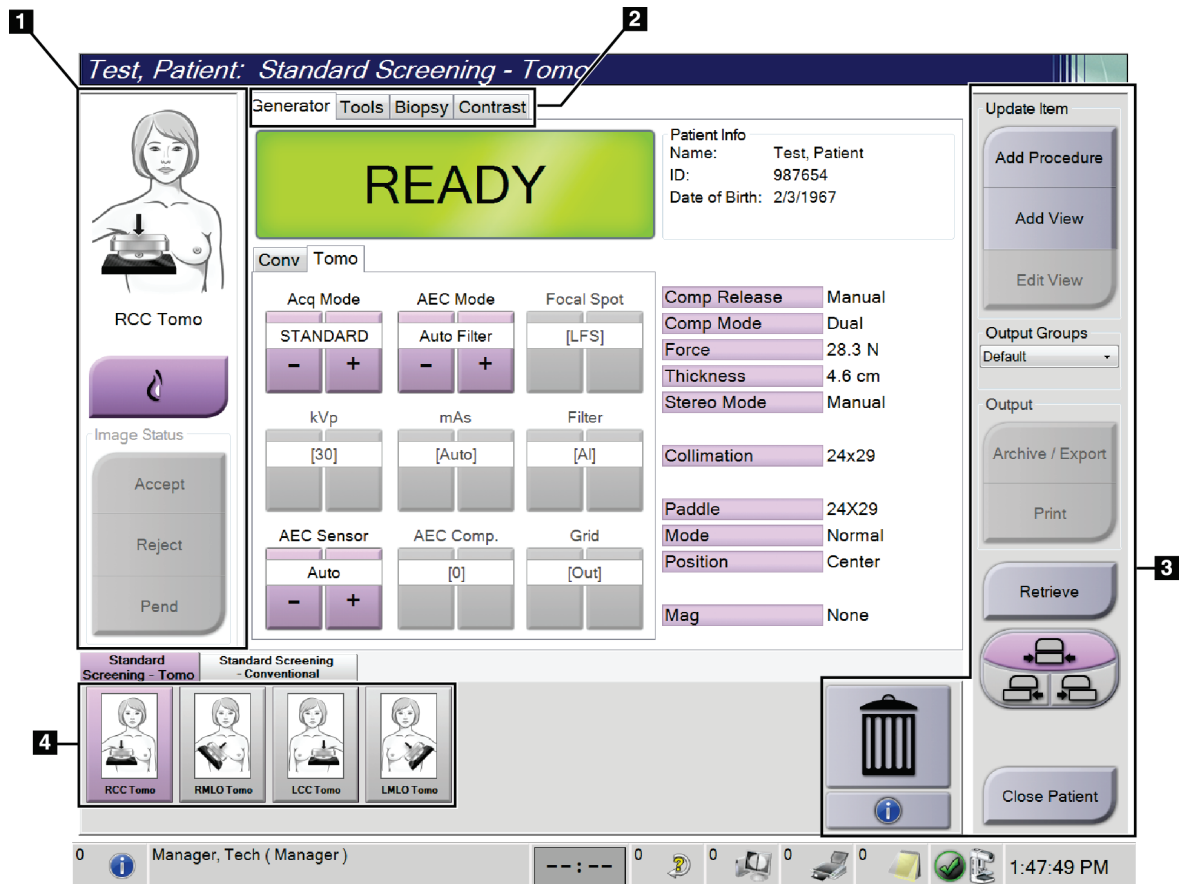 1
2
Test, Patient: Standard Screening - Tomo
Generator Tools Biopsy Contrast
READY
Patient Info
Name: Test, Patient
ID: 987654
Date of Birth: 2/3/1967
RCC Tomo
Image Status
Accept
Reject
Pend
Conv Tomo
Acq Mode AEC Mode Focal Spot
STANDARD Auto Filter [LFS]
- + - +
kVp mAs Filter
[30] [Auto] [Al]
AEC Sensor AEC Comp. Grid
Auto [0] [Out]
- +
Comp Release Manual
Comp Mode Dual
Force 28.3 N
Thickness 4.6 cm
Stereo Mode Manual
Collimation 24x29
Paddle 24X29
Mode Normal
Position Center
Mag None
Update Item
Add Procedure
Add View
Edit View
Output Groups
Default
Output
Archive / Export
Print
3
Retrieve
Close Patient
Standard
Screening - Tomo
Standard Screening
- Conventional
4
RCC Tomo RMLO Tomo LCC Tomo LMLO Tomo
i
0 i Manager, Tech ( Manager ) --:-- 0 ? 0 0 0 1:47:49 PM